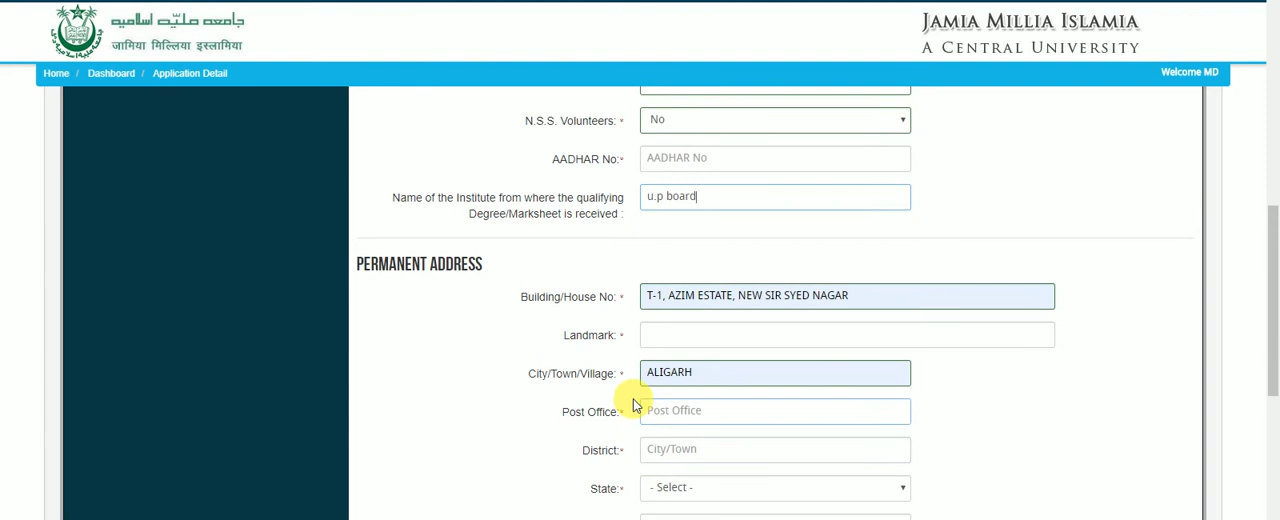 جامعه ملیّه اسلامیه
जामिया मिल्लिया इस्लामिया
JAMIA MILLIA ISLAMIA
A CENTRAL UNIVERSITY
Home / Dashboard / Application Detail Welcome MD
N.S.S. Volunteers: * No
AADHAR No:* AADHAR No
Name of the Institute from where the qualifying
Degree/Marksheet is received : u.p board
PERMANENT ADDRESS
Building/House No: * T-1, AZIM ESTATE, NEW SIR SYED NAGAR
Landmark: *
City/Town/Village: * ALIGARH
Post Office:* Post Office
District:* City/Town
State:* - Select -